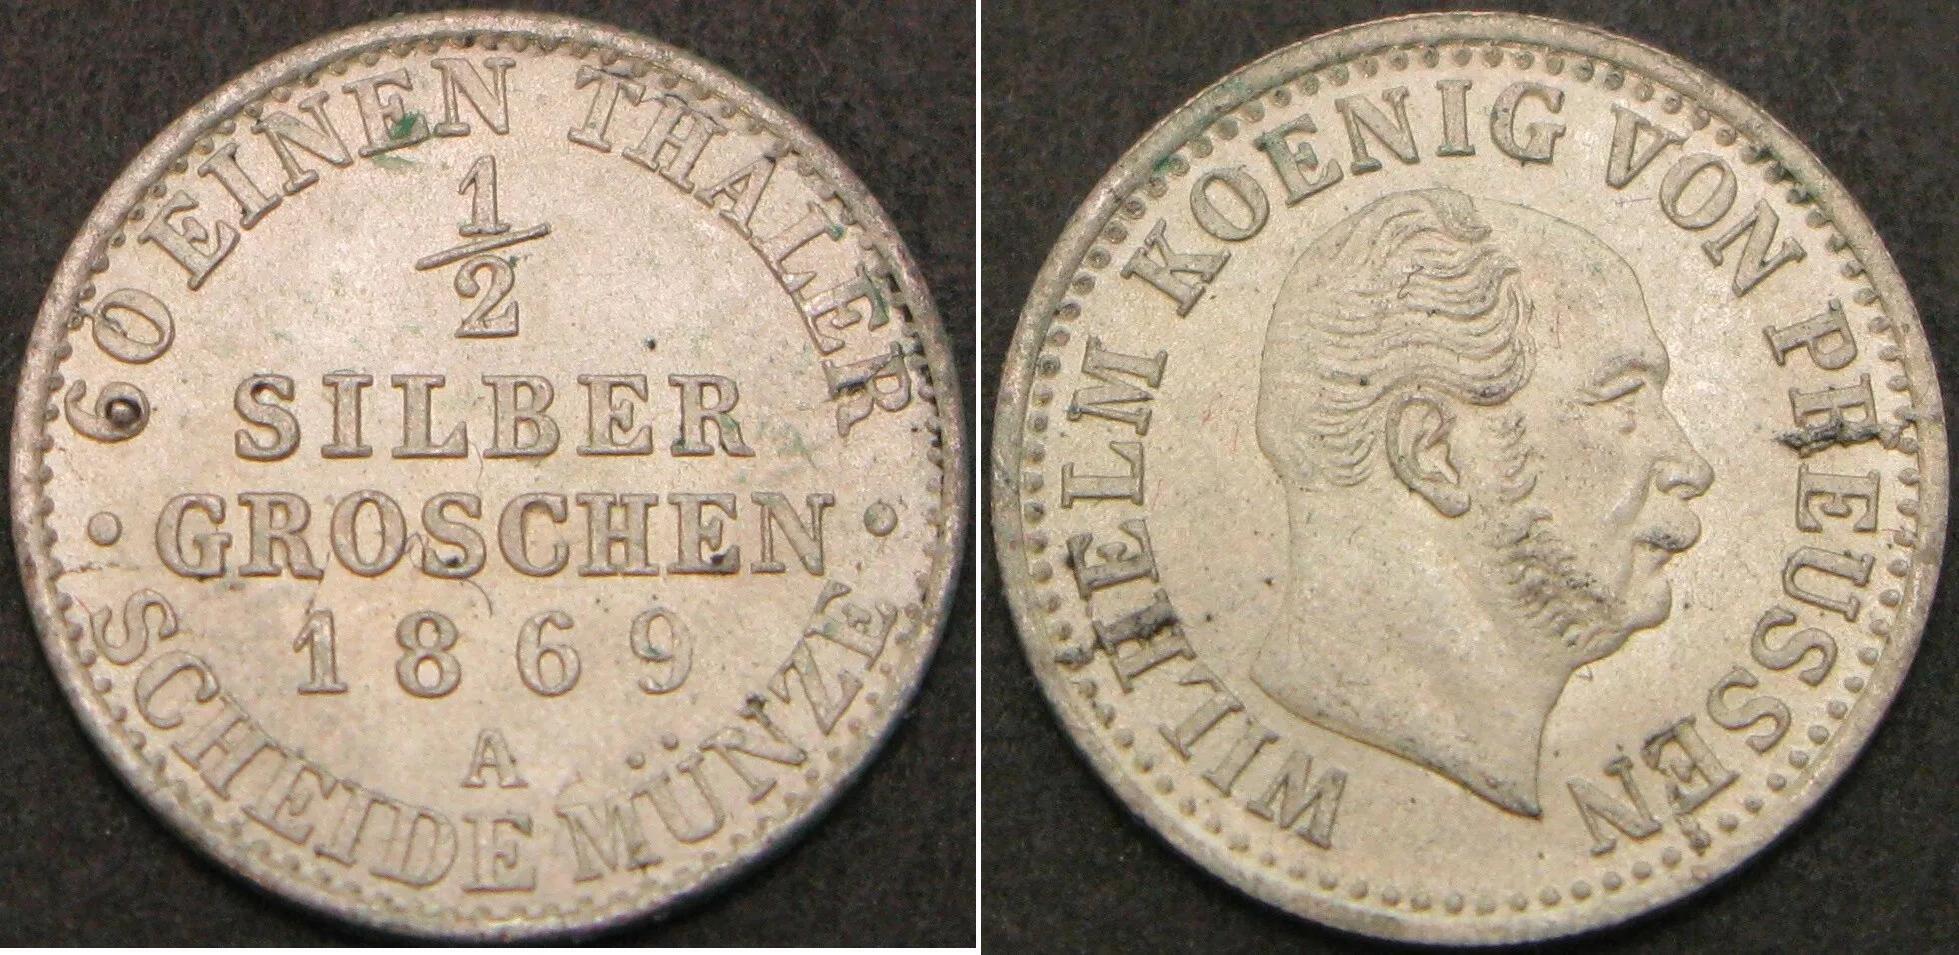 60 EINEN THALER
1/2
SILBER
GROSCHEN
1869
A
SCHEIDE MÜNZE
WILHELM KOENIG VON PREUSSEN